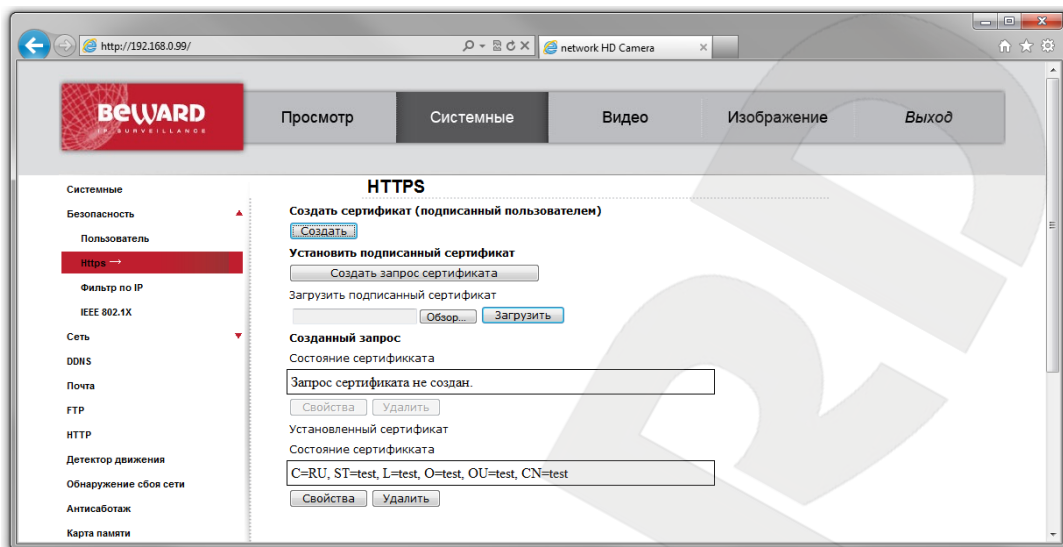 http://192.168.0.99/
network HD Camera
BEWARD
IP SURVEILLANCE
Просмотр
Системные
Видео
Изображение
Выход
Системные
Безопасность
Пользователь
Https →
Фильтр по IP
IEEE 802.1X
Сеть
DDNS
Почта
FTP
HTTP
Детектор движения
Обнаружение сбоя сети
Антисаботаж
Карта памяти
HTTPS
Создать сертификат (подписанный пользователем)
Создать
Установить подписанный сертификат
Создать запрос сертификата
Загрузить подписанный сертификат
Обзор... Загрузить
Созданный запрос
Состояние сертификката
Запрос сертификата не создан.
Свойства Удалить
Установленный сертификат
Состояние сертификката
C=RU, ST=test, L=test, O=test, OU=test, CN=test
Свойства Удалить